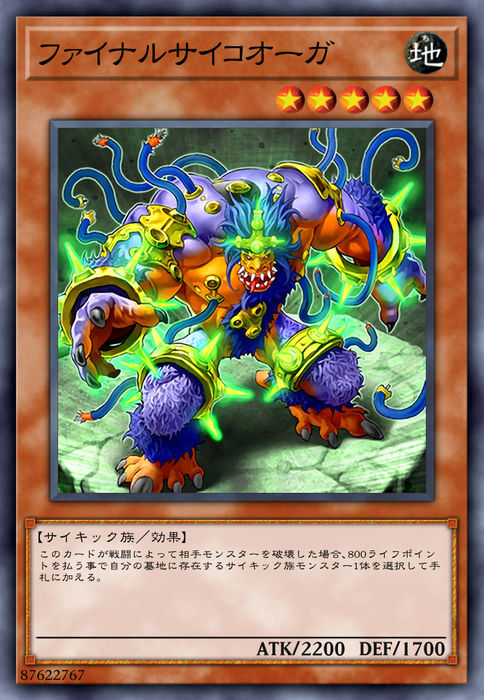 ファイナルサイコオーガ
地
ち
【サイキック族／効果】
このカードが戦闘によって相手モンスターを破壊した場合、800ライフポイン
トを払う事で自分の墓地に存在するサイキック族モンスター1体を選択して手
札に加える。
ATK/2200 DEF/1700
87622767